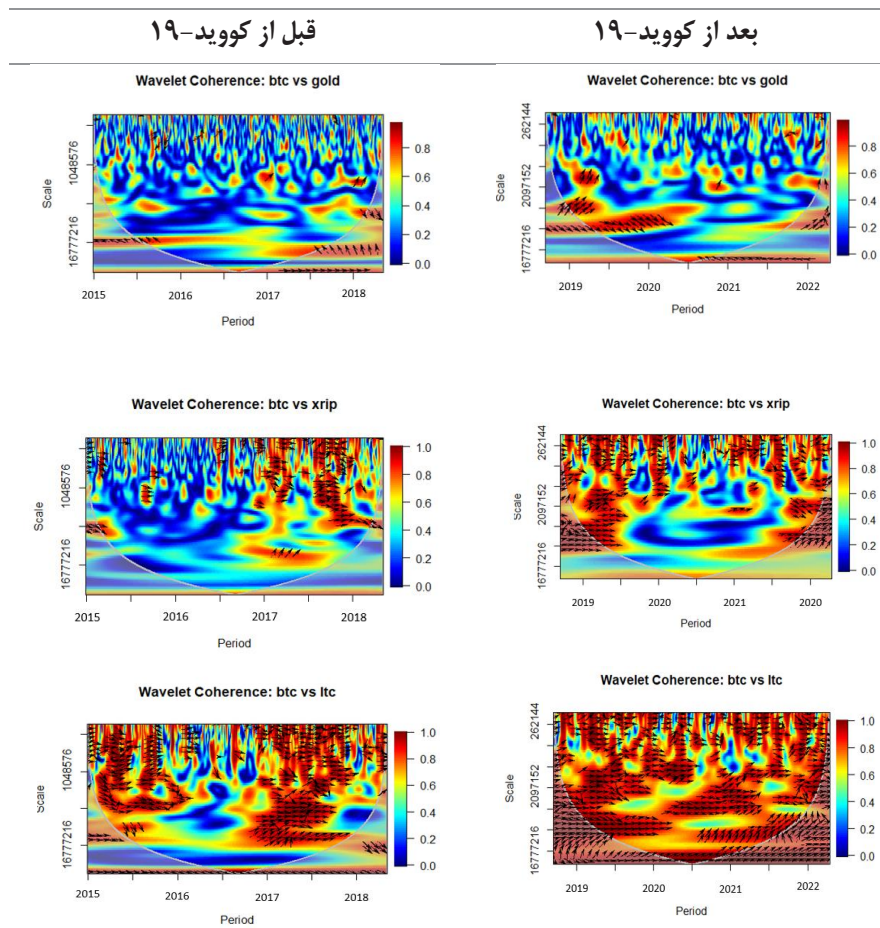 قبل از کووید-۱۹
بعد از کووید-۱۹
Wavelet Coherence: btc vs gold
Scale
1048576
16777216
0.8
0.6
0.4
0.2
0.0
2015 2016 2017 2018
Period
Wavelet Coherence: btc vs gold
Scale
262144
2097152
16777216
0.8
0.6
0.4
0.2
0.0
2019 2020 2021 2022
Period
Wavelet Coherence: btc vs xrip
Scale
1048576
16777216
1.0
0.8
0.6
0.4
0.2
0.0
2015 2016 2017 2018
Period
Wavelet Coherence: btc vs xrip
Scale
262144
2097152
16777216
1.0
0.8
0.6
0.4
0.2
0.0
2019 2020 2021 2020
Period
Wavelet Coherence: btc vs ltc
Scale
1048576
16777216
1.0
0.8
0.6
0.4
0.2
0.0
2015 2016 2017 2018
Period
Wavelet Coherence: btc vs ltc
Scale
262144
2097152
16777216
1.0
0.8
0.6
0.4
0.2
0.0
2019 2020 2021 2022
Period